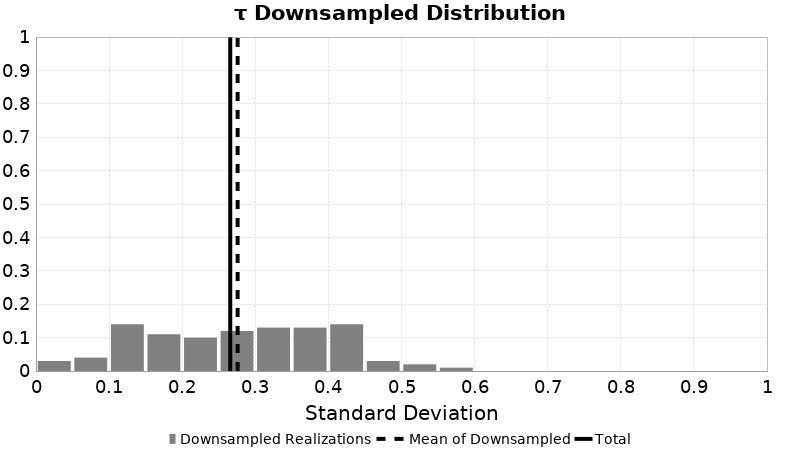 τ Downsampled Distribution
1
0.9
0.8
0.7
0.6
0.5
0.4
0.3
0.2
0.1
0
0 0.1 0.2 0.3 0.4 0.5 0.6 0.7 0.8 0.9 1
Standard Deviation
Downsampled Realizations Mean of Downsampled Total